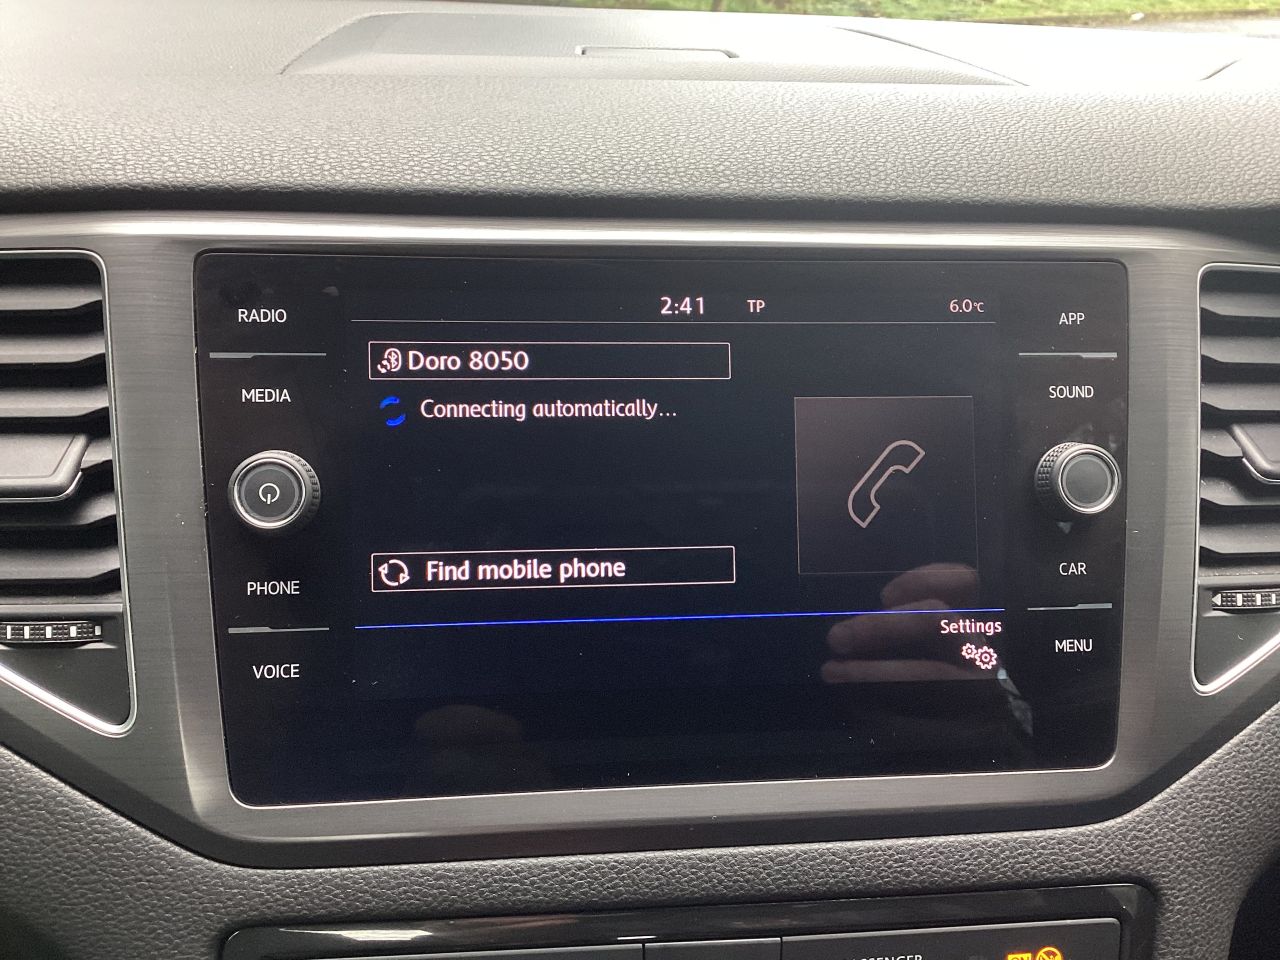 2:41 TP 6.0°C
RADIO
MEDIA
PHONE
VOICE
Doro 8050
Connecting automatically...
Find mobile phone
Settings
APP
SOUND
CAR
MENU